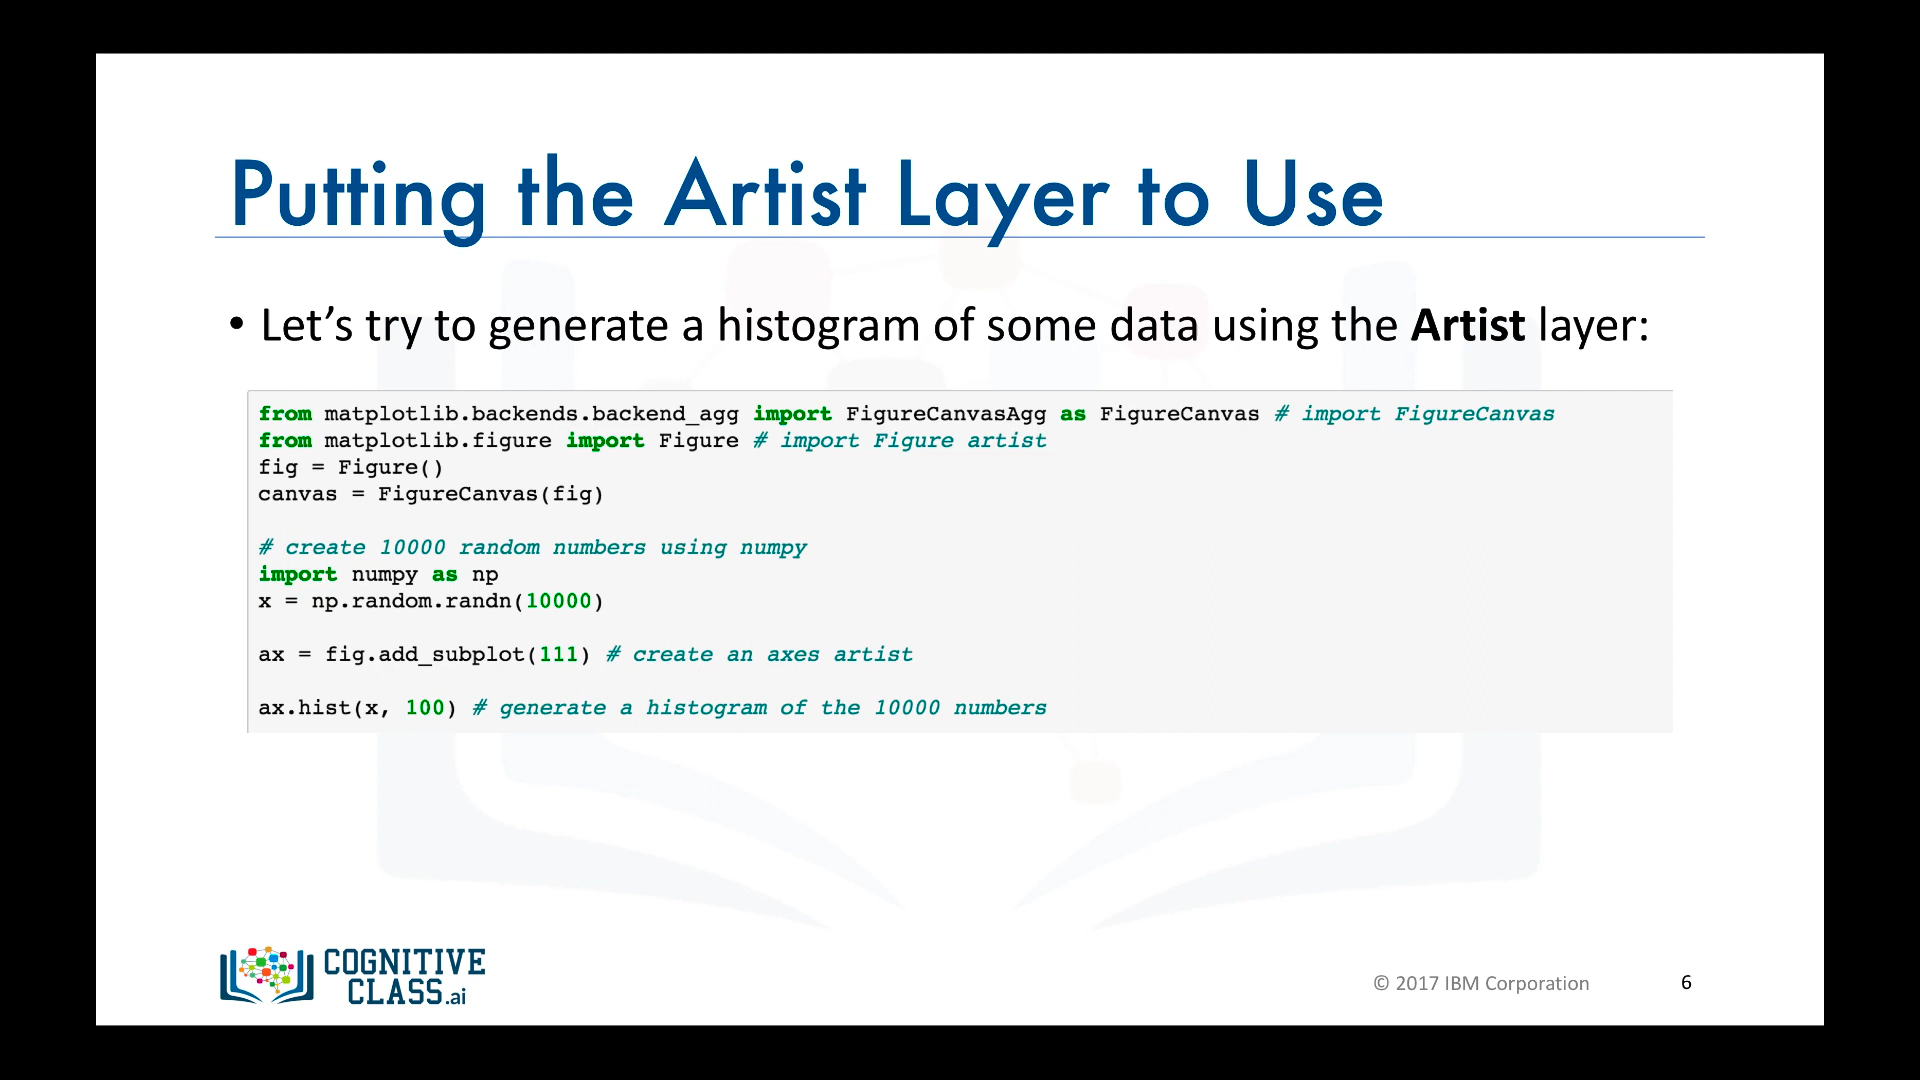 Putting the Artist Layer to Use
• Let’s try to generate a histogram of some data using the Artist layer:
from matplotlib.backends.backend_agg import FigureCanvasAgg as FigureCanvas # import FigureCanvas
from matplotlib.figure import Figure # import Figure artist
fig = Figure()
canvas = FigureCanvas(fig)
# create 10000 random numbers using numpy
import numpy as np
x = np.random.randn(10000)
ax = fig.add_subplot(111) # create an axes artist
ax.hist(x, 100) # generate a histogram of the 10000 numbers
COGNITIVE
CLASS.ai
© 2017 IBM Corporation 6